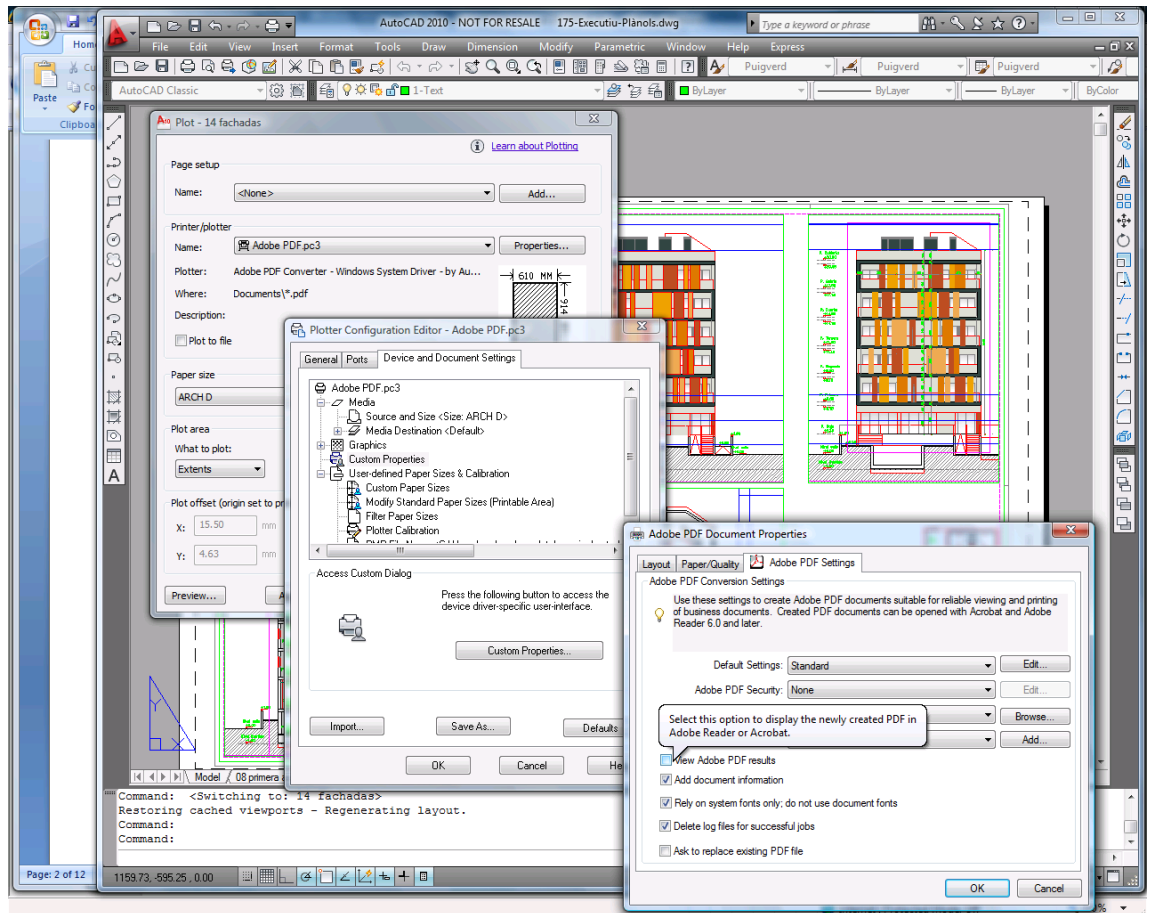 AutoCAD 2010 - NOT FOR RESALE 175-Executiu-Plànols.dwg
Type a keyword or phrase
File Edit View Insert Format Tools Draw Dimension Modify Parametric Window Help Express
Puigverd Puigverd Puigverd
AutoCAD Classic 1-Text ByLayer ByLayer ByLayer ByColor
Paste
Plot - 14 fachadas
Learn about Plotting
Page setup
Name: <None> Add...
Printer/plotter
Name: Adobe PDF.pc3 Properties...
Plotter: Adobe PDF Converter - Windows System Driver - by Au...
610 MM
Where: Documents\*.pdf
914
Description:
Plot to file
Paper size
ARCH D
Plot area
What to plot:
Extents
Plot offset (origin set to pr
X: 15.50 mm
Y: 4.63 mm
Preview...
Plotter Configuration Editor - Adobe PDF.pc3
General Ports Device and Document Settings
Adobe PDF.pc3
Media
Source and Size <Size: ARCH D>
Media Destination <Default>
Graphics
Custom Properties
User-defined Paper Sizes & Calibration
Custom Paper Sizes
Modify Standard Paper Sizes (Printable Area)
Filter Paper Sizes
Plotter Calibration
Access Custom Dialog
Press the following button to access the
device driver-specific user-interface.
Custom Properties...
Import... Save As... Defaults
OK Cancel He
Adobe PDF Document Properties
Layout Paper/Quality Adobe PDF Settings
Adobe PDF Conversion Settings
Use these settings to create Adobe PDF documents suitable for reliable viewing and printing
of business documents. Created PDF documents can be opened with Acrobat and Adobe
Reader 6.0 and later.
Default Settings: Standard Edit...
Adobe PDF Security: None Edit...
Browse...
Add...
Select this option to display the newly created PDF in
Adobe Reader or Acrobat.
View Adobe PDF results
Add document information
Rely on system fonts only; do not use document fonts
Delete log files for successful jobs
Ask to replace existing PDF file
OK Cancel
Y
X
Model 08 primera
Command: <Switching to: 14 fachadas>
Restoring cached viewports - Regenerating layout.
Command:
Command:
Page: 2 of 12
1159.73, -595.25, 0.00